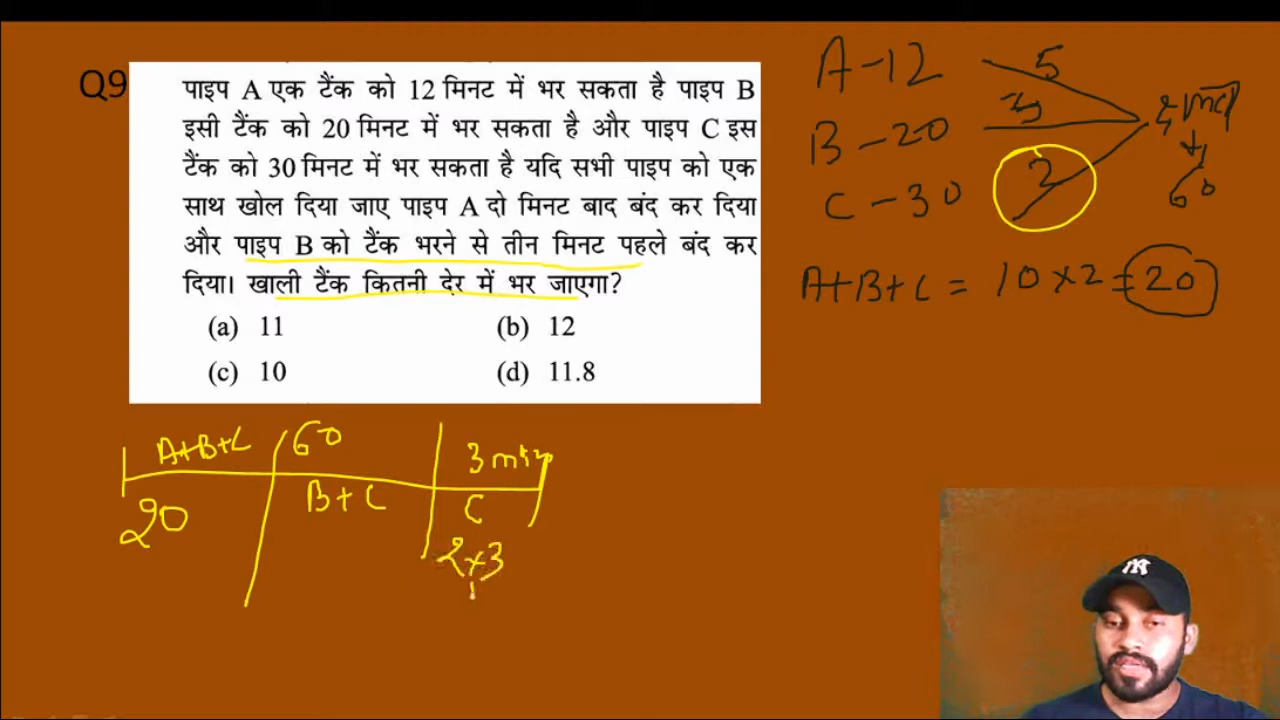 Q9
पाइप A एक टैंक को 12 मिनट में भर सकता है पाइप B
इसी टैंक को 20 मिनट में भर सकता है और पाइप C इस
टैंक को 30 मिनट में भर सकता है यदि सभी पाइप को एक
साथ खोल दिया जाए पाइप A दो मिनट बाद बंद कर दिया
और पाइप B को टैंक भरने से तीन मिनट पहले बंद कर
दिया। खाली टैंक कितनी देर में भर जाएगा?
(a) 11 (b) 12
(c) 10 (d) 11.8
A-12 5
B-20 3
C-30 2
60
A+B+C = 10×2=20
A+B+C 60 3 min
20 B+C C
2×3